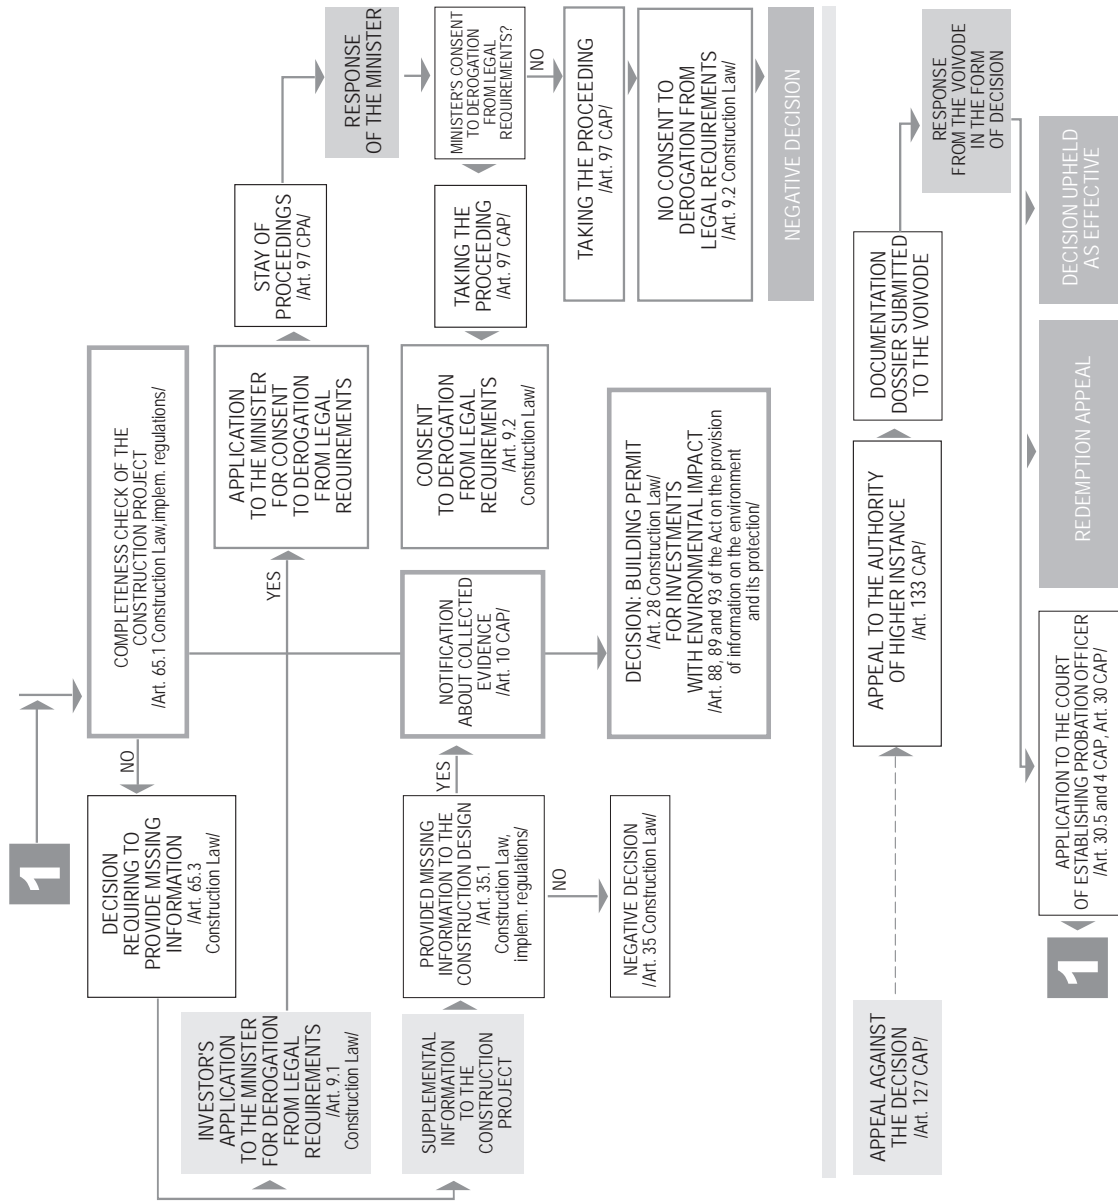 1
COMPLETENESS CHECK OF THE
CONSTRUCTION PROJECT
/Art. 65.1 Construction Law,implem. regulations/
NO
DECISION
REQUIRING TO
PROVIDE MISSING
INFORMATION
/Art. 65.3
Construction Law/
INVESTOR'S
APPLICATION
TO THE MINISTER
FOR DEROGATION
FROM LEGAL
REQUIREMENTS
/Art. 9.1
Construction Law/
YES
APPLICATION
TO THE MINISTER
FOR CONSENT
TO DEROGATION
FROM LEGAL
REQUIREMENTS
STAY OF
PROCEEDINGS
/Art. 97 CPA/
RESPONSE
OF THE MINISTER
MINISTER'S CONSENT
TO DEROGATION
FROM LEGAL
REQUIREMENTS?
NO
TAKING THE
PROCEEDING
/Art. 97 CAP/
CONSENT
TO DEROGATION
FROM LEGAL
REQUIREMENTS
/Art. 9.2
Construction Law/
TAKING THE PROCEEDING
/Art. 97 CAP/
NO CONSENT TO
DEROGATION FROM
LEGAL REQUIREMENTS
/Art. 9.2 Construction Law/
NEGATIVE DECISION
SUPPLEMENTAL
INFORMATION
TO THE
CONSTRUCTION
PROJECT
PROVIDED MISSING
INFORMATION TO THE
CONSTRUCTION DESIGN
/Art. 35.1
Construction Law,
implem. regulations/
YES
NOTIFICATION
ABOUT COLLECTED
EVIDENCE
/Art. 10 CAP/
NO
NEGATIVE DECISION
/Art. 35 Construction Law/
DECISION: BUILDING PERMIT
/Art. 28 Construction Law/
FOR INVESTMENTS
WITH ENVIRONMENTAL IMPACT
/Art. 88, 89 and 93 of the Act on the provision
of information on the environment
and its protection/
APPEAL AGAINST
THE DECISION
/Art. 127 CAP/
APPEAL TO THE AUTHORITY
OF HIGHER INSTANCE
/Art. 133 CAP/
DOCUMENTATION
DOSSIER SUBMITTED
TO THE VOIVODE
RESPONSE
FROM THE VOIVODE
IN THE FORM
OF DECISION
1
APPLICATION TO THE COURT
OF ESTABLISHING PROBATION OFFICER
/Art. 30.5 and 4 CAP, Art. 30 CAP/
REDEMPTION APPEAL
DECISION UPHELD
AS EFFECTIVE